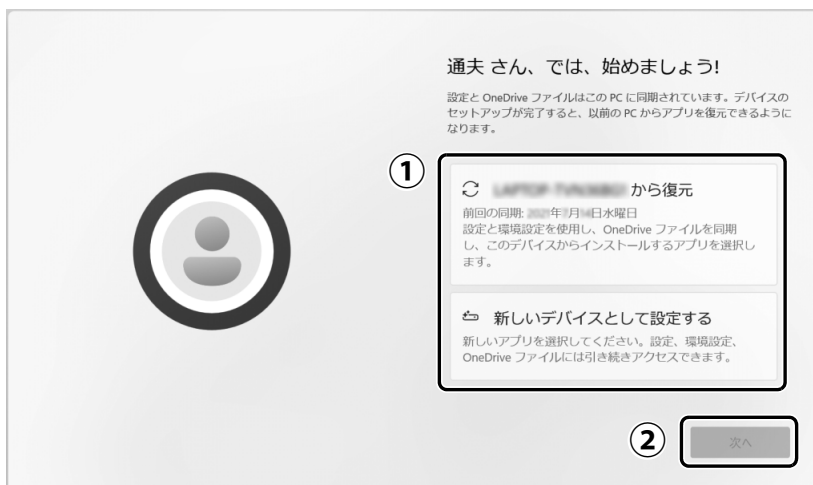 通夫 さん、では、始めましょう!
設定と OneDrive ファイルはこの PC に同期されています。デバイスの
セットアップが完了すると、以前の PC からアプリを復元できるように
なります。
①
から復元
前回の同期: 年 月 日水曜日
設定と環境設定を使用し、OneDrive ファイルを同期
し、このデバイスからインストールするアプリを選択し
ます。
新しいデバイスとして設定する
新しいアプリを選択してください。設定、環境設定、
OneDrive ファイルには引き続きアクセスできます。
②
次へ